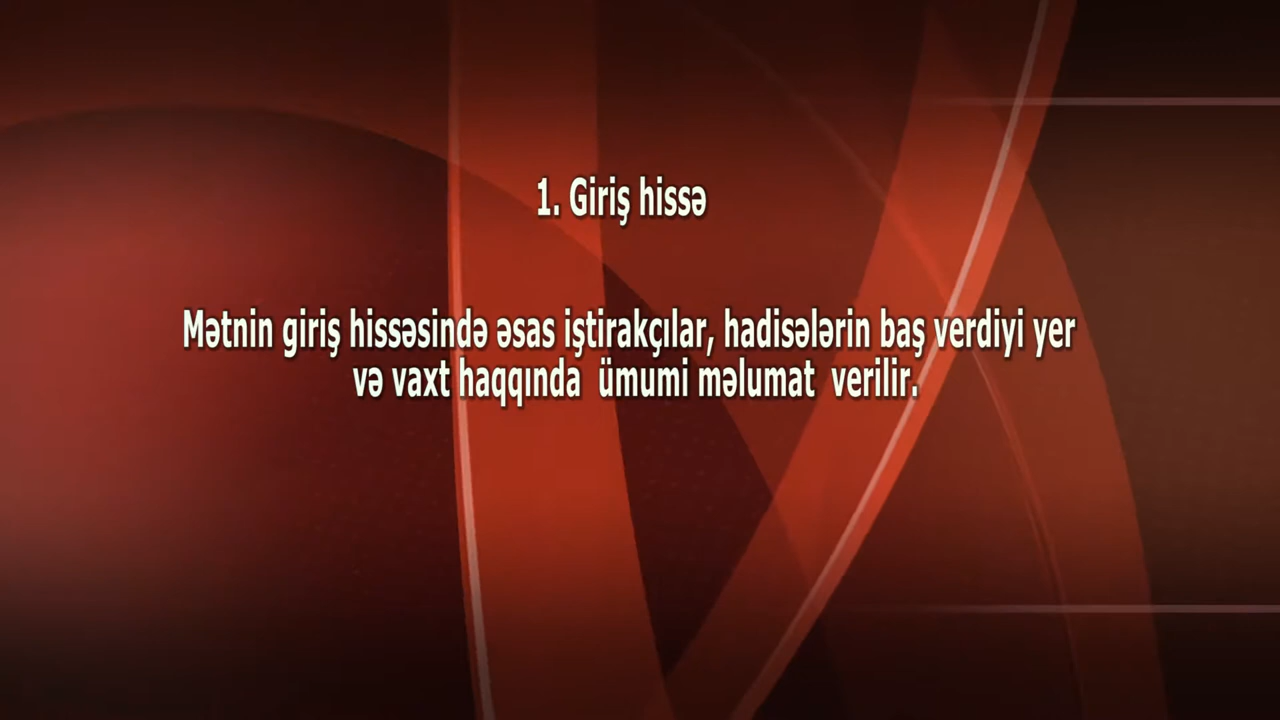 1. Giriş hissə
Mətnin giriş hissəsində əsas iştirakçılar, hadisələrin baş verdiyi yer
və vaxt haqqında  ümumi məlumat  verilir.